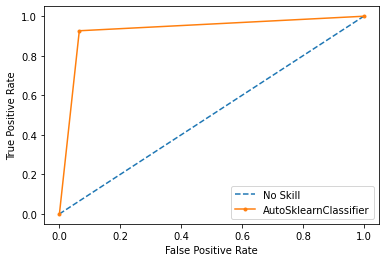 1.0
0.8
0.6
0.4
0.2
0.0
True Positive Rate
No Skill
AutoSklearnClassifier
0.0 0.2 0.4 0.6 0.8 1.0
False Positive Rate